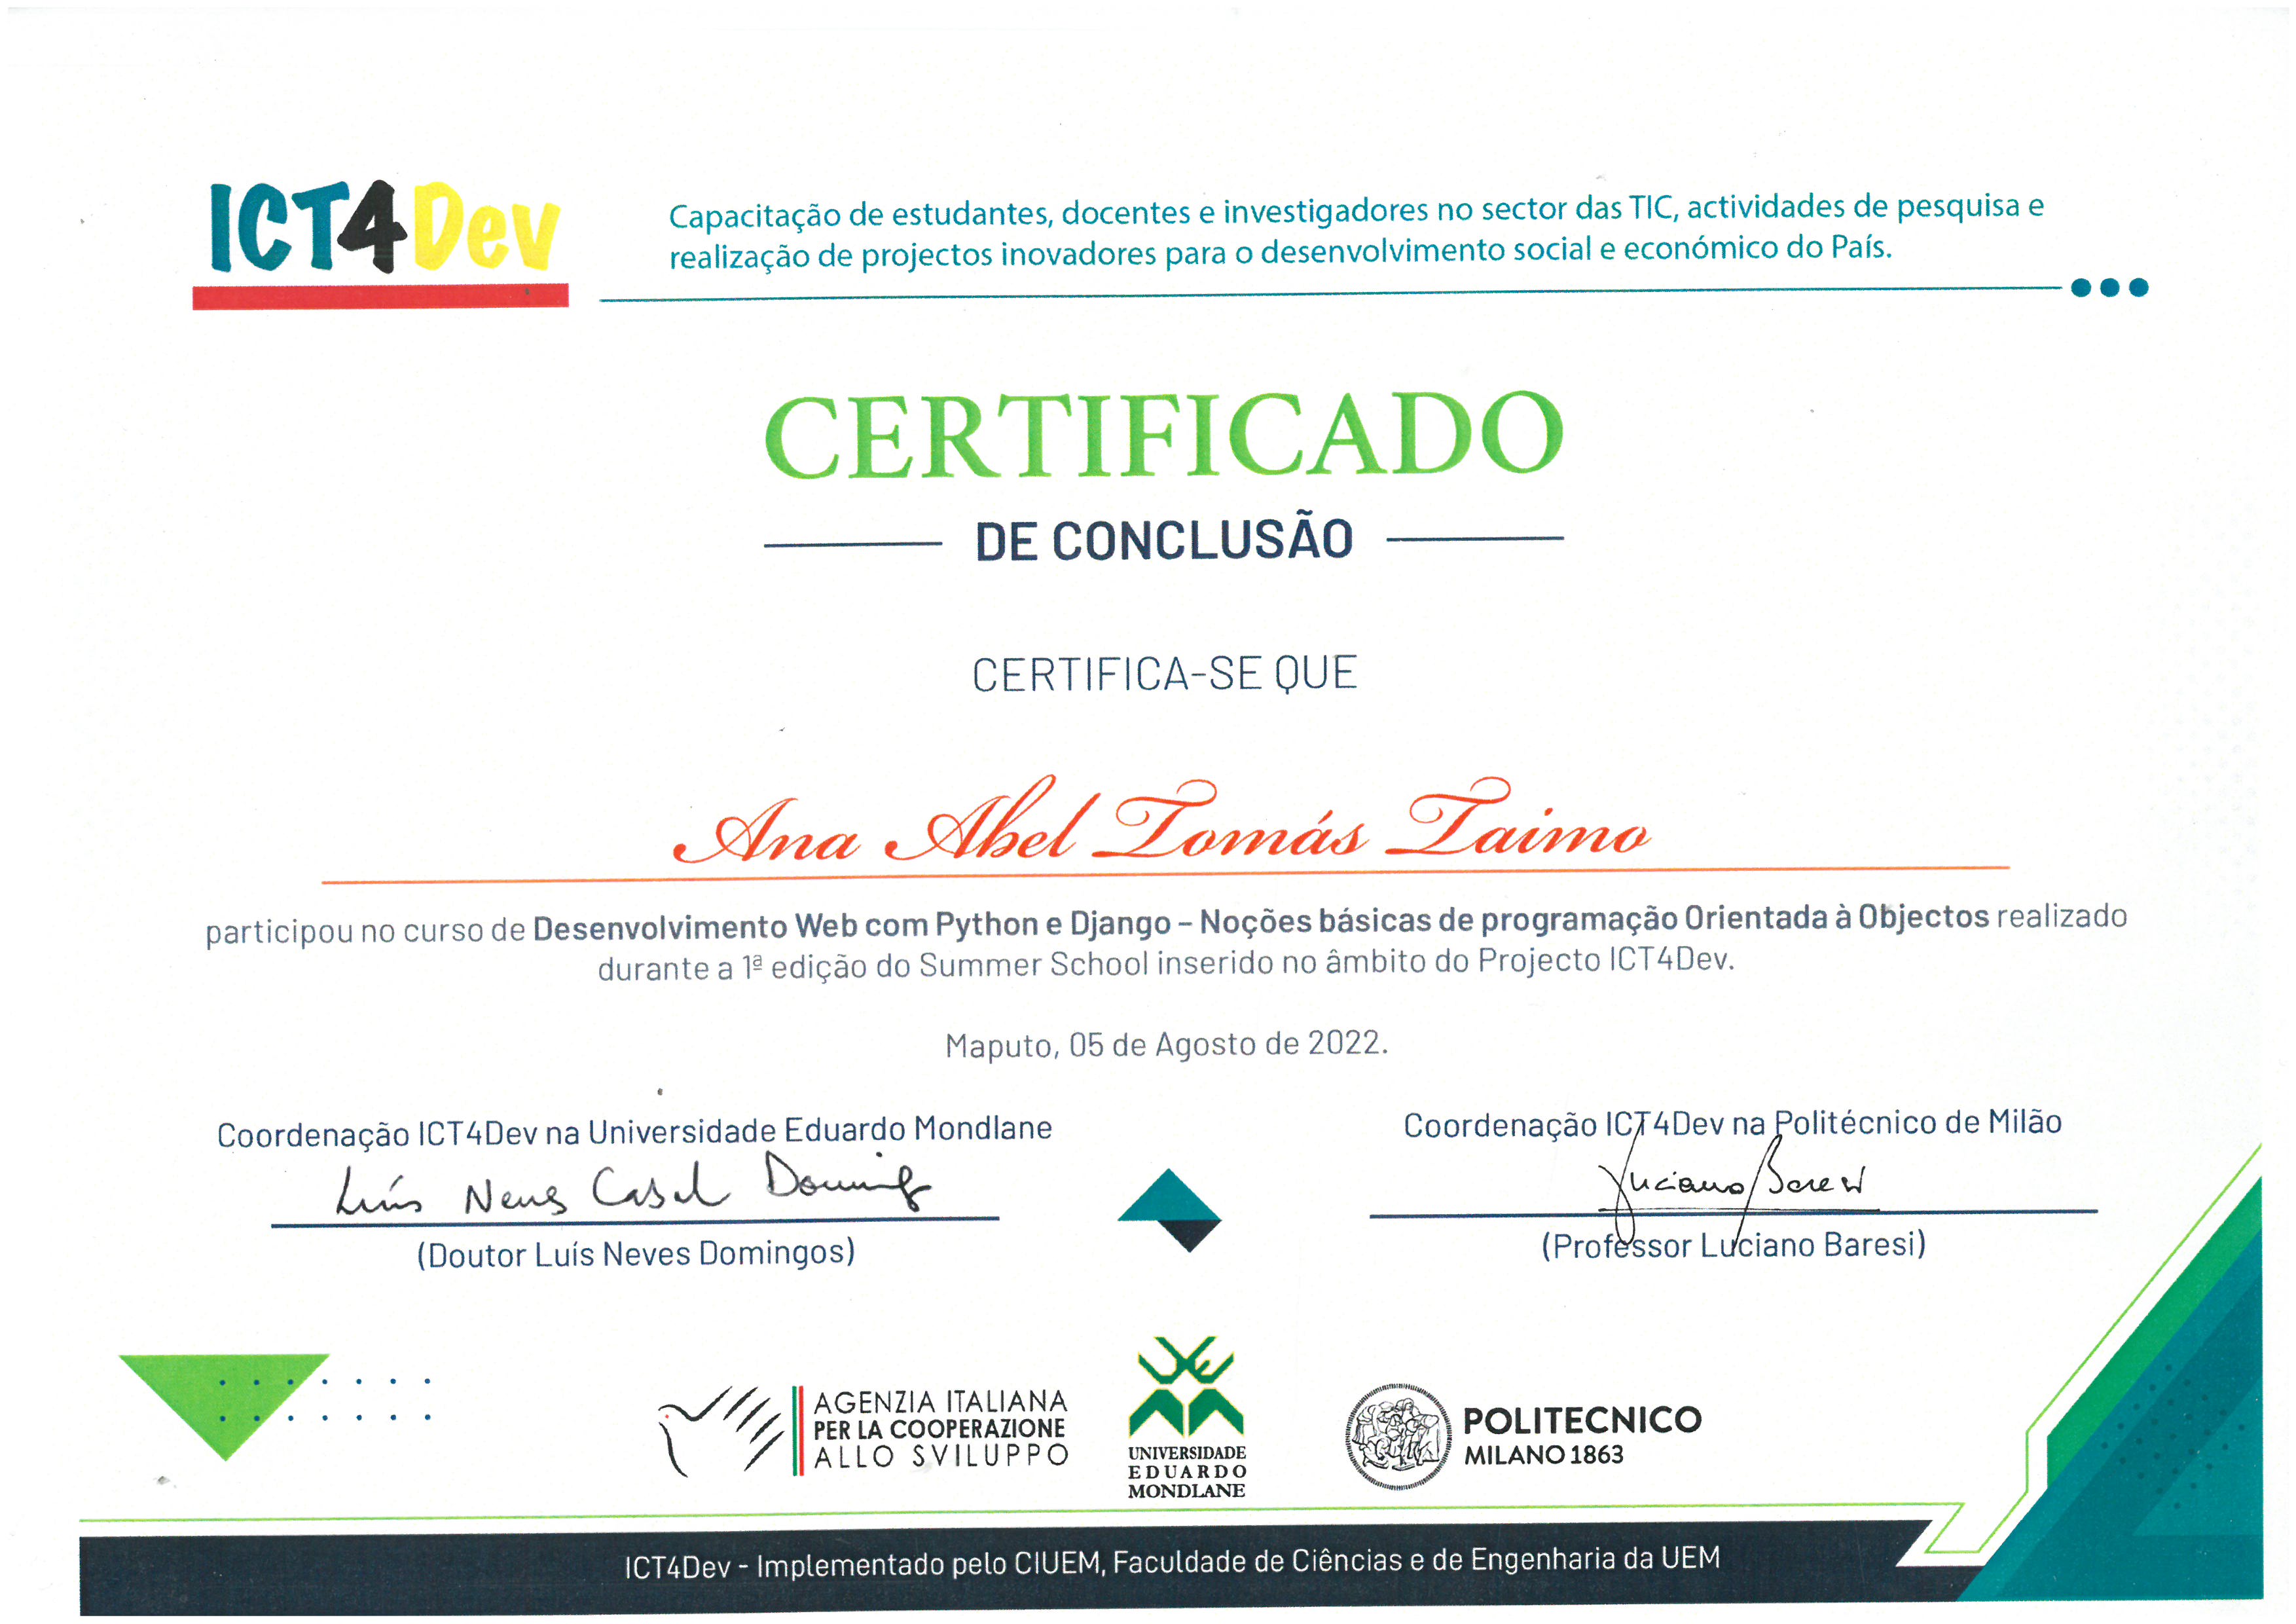 ICT4Dev
Capacitação de estudantes, docentes e investigadores no sector das TIC, actividades de pesquisa e
realização de projectos inovadores para o desenvolvimento social e económico do País.
CERTIFICADO
DE CONCLUSÃO
CERTIFICA-SE QUE
Ana Abel Tomás Taimo
participou no curso de Desenvolvimento Web com Python e Django – Noções básicas de programação Orientada à Objectos realizado
durante a 1ª edição do Summer School inserido no âmbito do Projecto ICT4Dev.
Maputo, 05 de Agosto de 2022.
Coordenação ICT4Dev na Universidade Eduardo Mondlane
Luís Neves Domingos
(Doutor Luís Neves Domingos)
Coordenação ICT4Dev na Politécnico de Milão
Luciano Baresi
(Professor Luciano Baresi)
AGENZIA ITALIANA
PER LA COOPERAZIONE
ALLO SVILUPPO
UNIVERSIDADE
EDUARDO
MONDLANE
POLITECNICO
MILANO 1863
ICT4Dev - Implementado pelo CIUEM, Faculdade de Ciências e de Engenharia da UEM